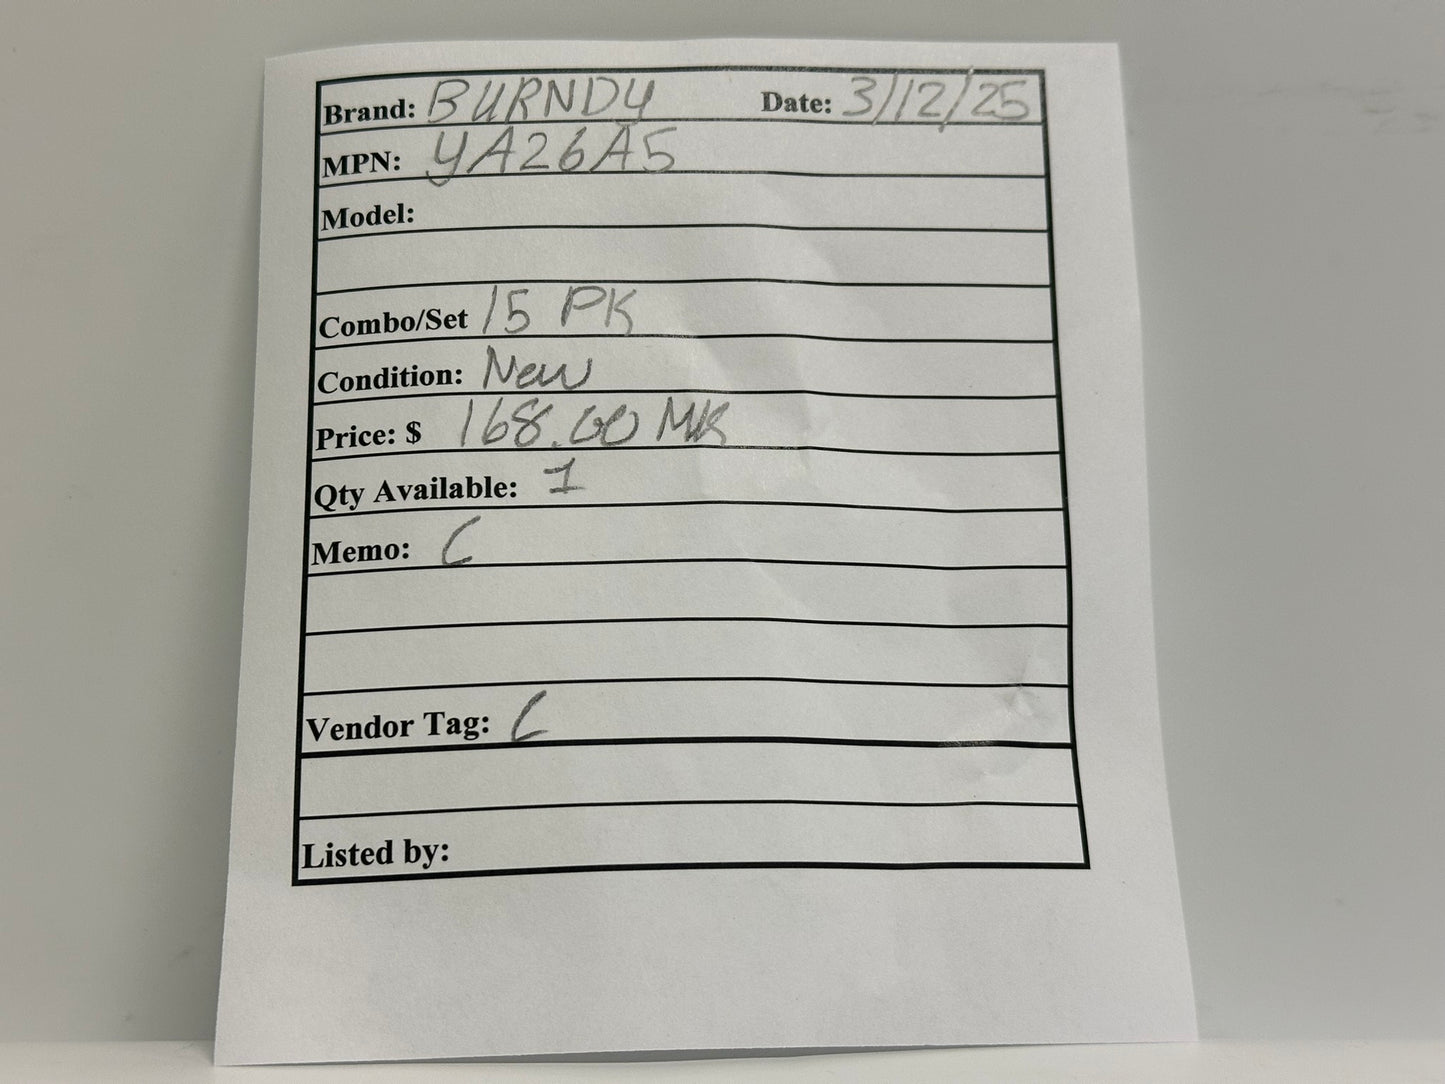 Brand: BURNDY Date: 3/12/25
MPN: YA26A5
Model:
Combo/Set 15 PK
Condition: New
Price: $ 168.00 MK
Qty Available: 1
Memo: C
Vendor Tag: C
Listed by: